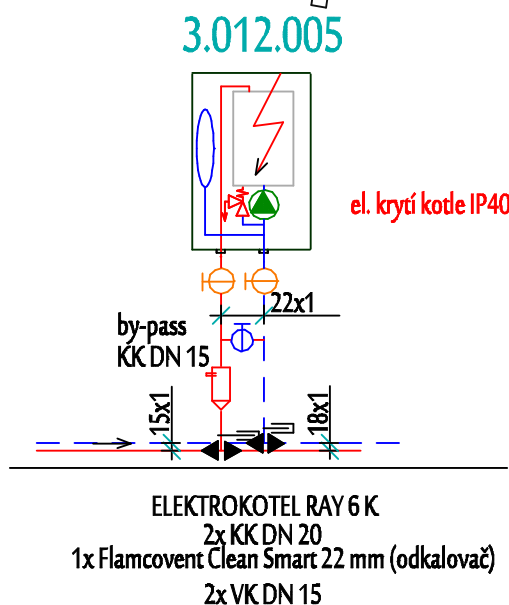 3.012.005
el. krytí kotle IP40
22x1
by-pass
KK DN 15
15x1
18x1
ELEKTROKOTEL RAY 6 K
2x KK DN 20
1x Flamcovent Clean Smart 22 mm (odkalovač)
2x VK DN 15